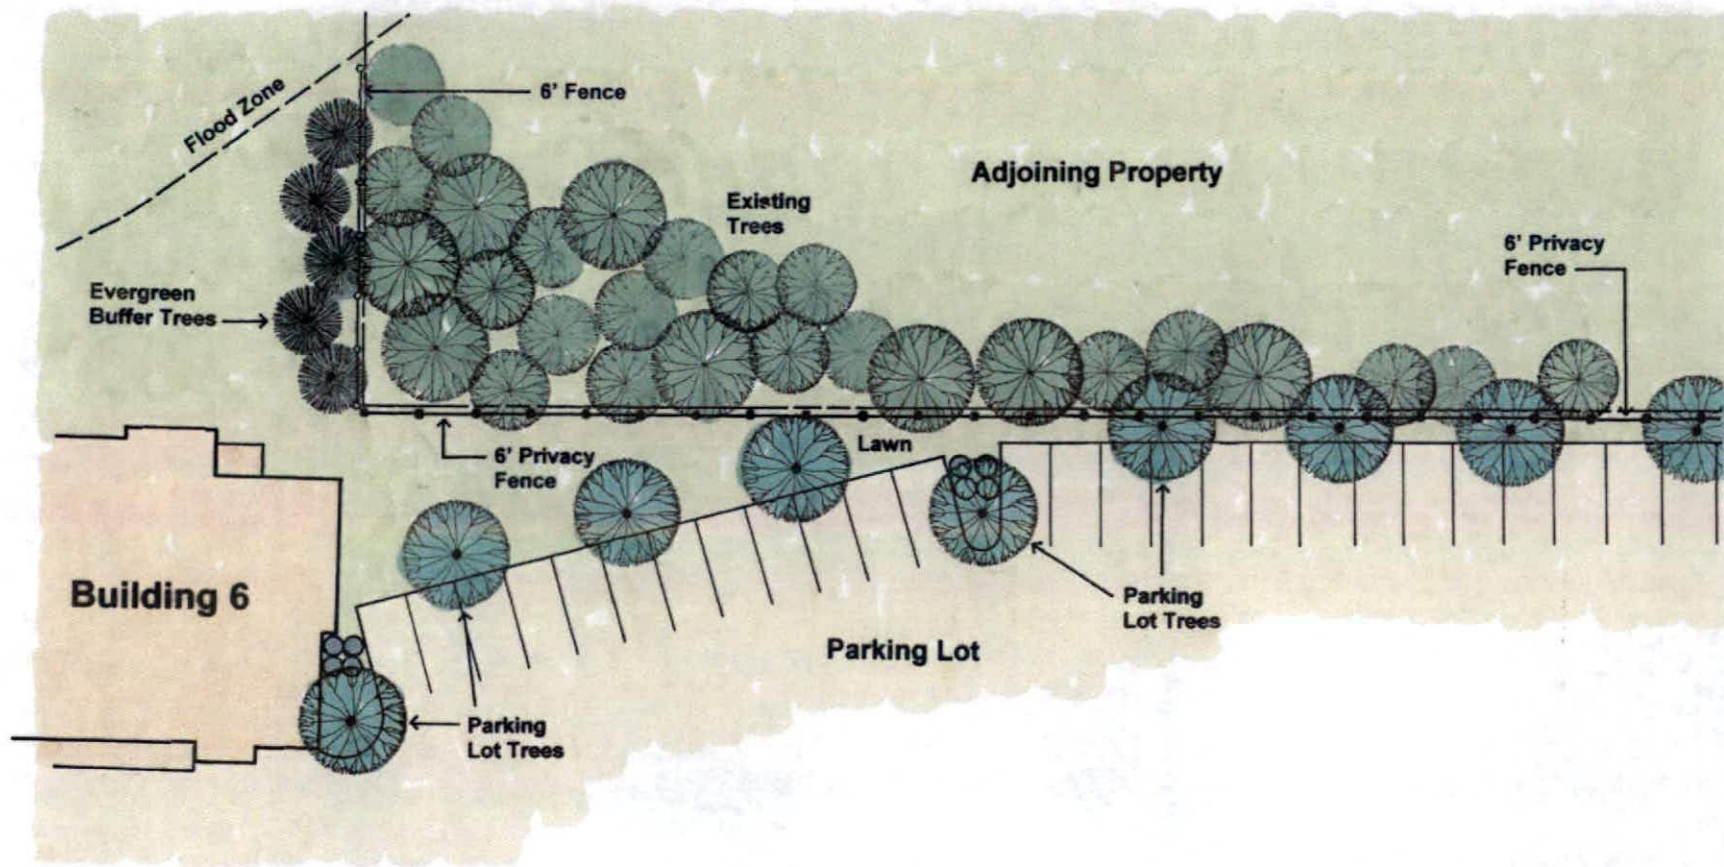 Flood Zone
6' Fence
Adjoining Property
Existing
Trees
6' Privacy
Fence
Evergreen
Buffer Trees
Lawn
6' Privacy
Fence
Building 6
Parking
Lot Trees
Parking Lot
Parking
Lot Trees